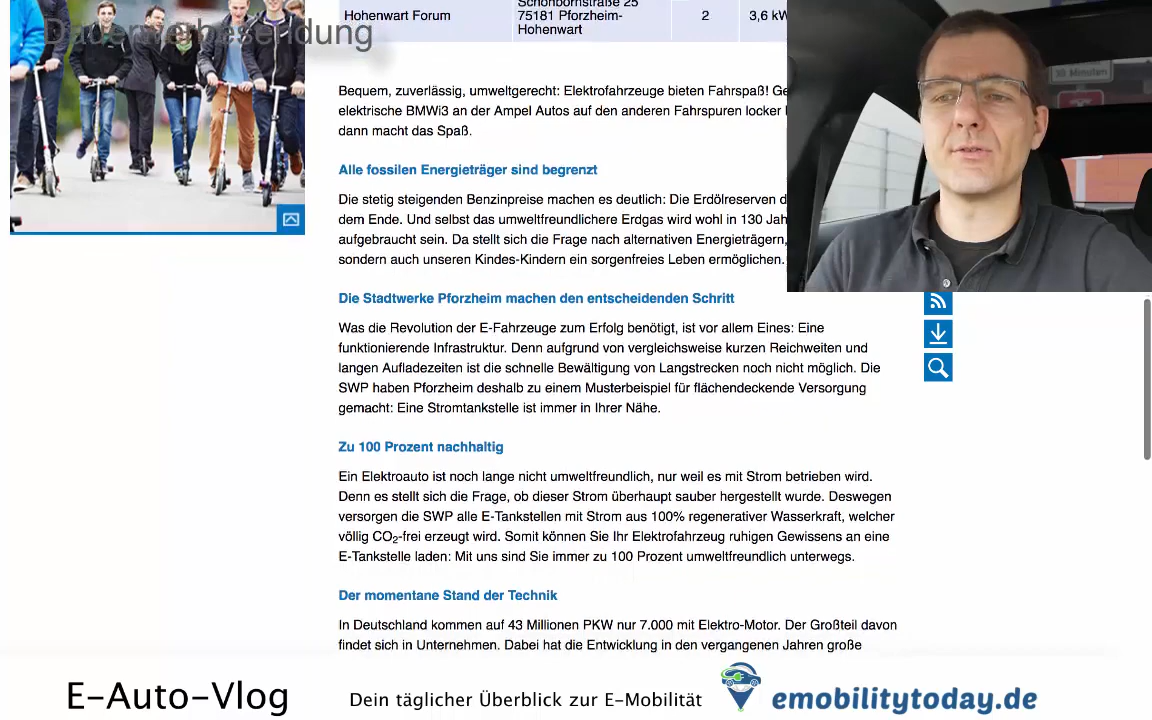 Dauerwerbesendung
Hohenwart Forum
Schönbornstraße 25
75181 Pforzheim-
Hohenwart
2
3,6 kW
Bequem, zuverlässig, umweltgerecht: Elektrofahrzeuge bieten Fahrspaß! Ge
elektrische BMWi3 an der Ampel Autos auf den anderen Fahrspuren locker
dann macht das Spaß.
Alle fossilen Energieträger sind begrenzt
Die stetig steigenden Benzinpreise machen es deutlich: Die Erdölreserven d
dem Ende. Und selbst das umweltfreundlichere Erdgas wird wohl in 130 Jah
aufgebraucht sein. Da stellt sich die Frage nach alternativen Energieträgern,
sondern auch unseren Kindes-Kindern ein sorgenfreies Leben ermöglichen.
Die Stadtwerke Pforzheim machen den entscheidenden Schritt
Was die Revolution der E-Fahrzeuge zum Erfolg benötigt, ist vor allem Eines: Eine
funktionierende Infrastruktur. Denn aufgrund von vergleichsweise kurzen Reichweiten und
langen Aufladezeiten ist die schnelle Bewältigung von Langstrecken noch nicht möglich. Die
SWP haben Pforzheim deshalb zu einem Musterbeispiel für flächendeckende Versorgung
gemacht: Eine Stromtankstelle ist immer in Ihrer Nähe.
Zu 100 Prozent nachhaltig
Ein Elektroauto ist noch lange nicht umweltfreundlich, nur weil es mit Strom betrieben wird.
Denn es stellt sich die Frage, ob dieser Strom überhaupt sauber hergestellt wurde. Deswegen
versorgen die SWP alle E-Tankstellen mit Strom aus 100% regenerativer Wasserkraft, welcher
völlig CO₂-frei erzeugt wird. Somit können Sie Ihr Elektrofahrzeug ruhigen Gewissens an eine
E-Tankstelle laden: Mit uns sind Sie immer zu 100 Prozent umweltfreundlich unterwegs.
Der momentane Stand der Technik
In Deutschland kommen auf 43 Millionen PKW nur 7.000 mit Elektro-Motor. Der Großteil davon
findet sich in Unternehmen. Dabei hat die Entwicklung in den vergangenen Jahren große
E-Auto-Vlog
Dein täglicher Überblick zur E-Mobilität
emobilitytoday.de